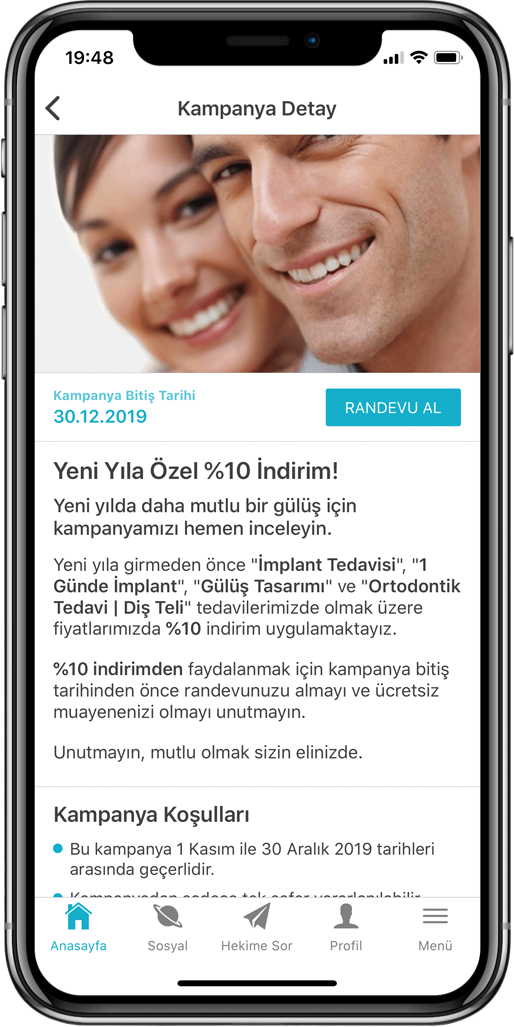 19:48
Kampanya Detay
Kampanya Bitiş Tarihi
30.12.2019
RANDEVU AL
Yeni Yıla Özel %10 İndirim!
Yeni yılda daha mutlu bir gülüş için
kampanyamızı hemen inceleyin.
Yeni yıla girmeden önce "İmplant Tedavisi", "1
Günde İmplant", "Gülüş Tasarımı" ve "Ortodontik
Tedavi | Diş Teli" tedavilerimizde olmak üzere
fiyatlarımızda %10 indirim uygulamaktayız.
%10 indirimden faydalanmak için kampanya bitiş
tarihinden önce randevunuzu almayı ve ücretsiz
muayenenizi olmayı unutmayın.
Unutmayın, mutlu olmak sizin elinizde.
Kampanya Koşulları
Bu kampanya 1 Kasım ile 30 Aralık 2019 tarihleri
arasında geçerlidir.
Anasayfa
Sosyal
Hekime Sor
Profil
Menü